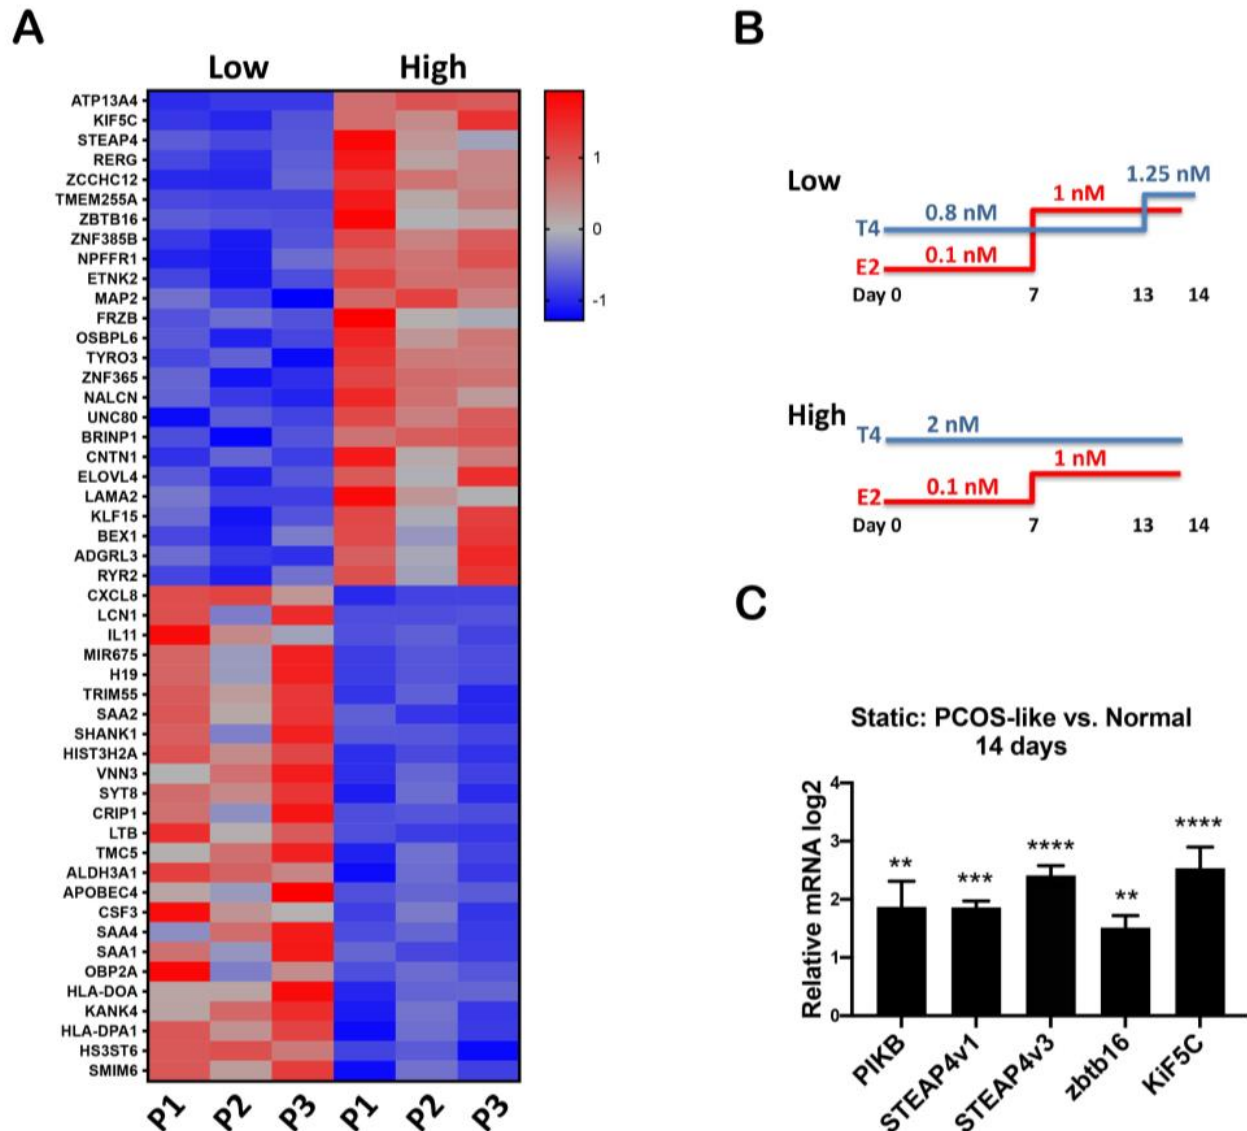 A
Low High
ATP13A4
KIF5C
STEAP4
RERG
ZCCHC12
TMEM255A
ZBTB16
ZNF385B
NPFFR1
ETNK2
MAP2
FRZB
OSBPL6
TYRO3
ZNF365
NALCN
UNC80
BRINP1
CNTN1
ELOVL4
LAMA2
KLF15
BEX1
ADGRL3
RYR2
CXCL8
LCN1
IL11
MIR675
H19
TRIM55
SAA2
SHANK1
HIST3H2A
VNN3
SYT8
CRIP1
LTB
TMC5
ALDH3A1
APOBEC4
CSF3
SAA4
SAA1
OBP2A
HLA-DOA
KANK4
HLA-DPA1
HS3ST6
SMIM6
P1 P2 P3 P1 P2 P3
1
0
-1
B
Low
1.25 nM
1 nM
0.8 nM
T4
0.1 nM
E2
Day 0 7 13 14
High
2 nM
T4
1 nM
0.1 nM
E2
Day 0 7 13 14
C
Static: PCOS-like vs. Normal
14 days
Relative mRNA log2
4
3
2
1
0
** *** **** ** ****
PIKB STEAP4v1 STEAP4v3 zbtb16 KiF5C